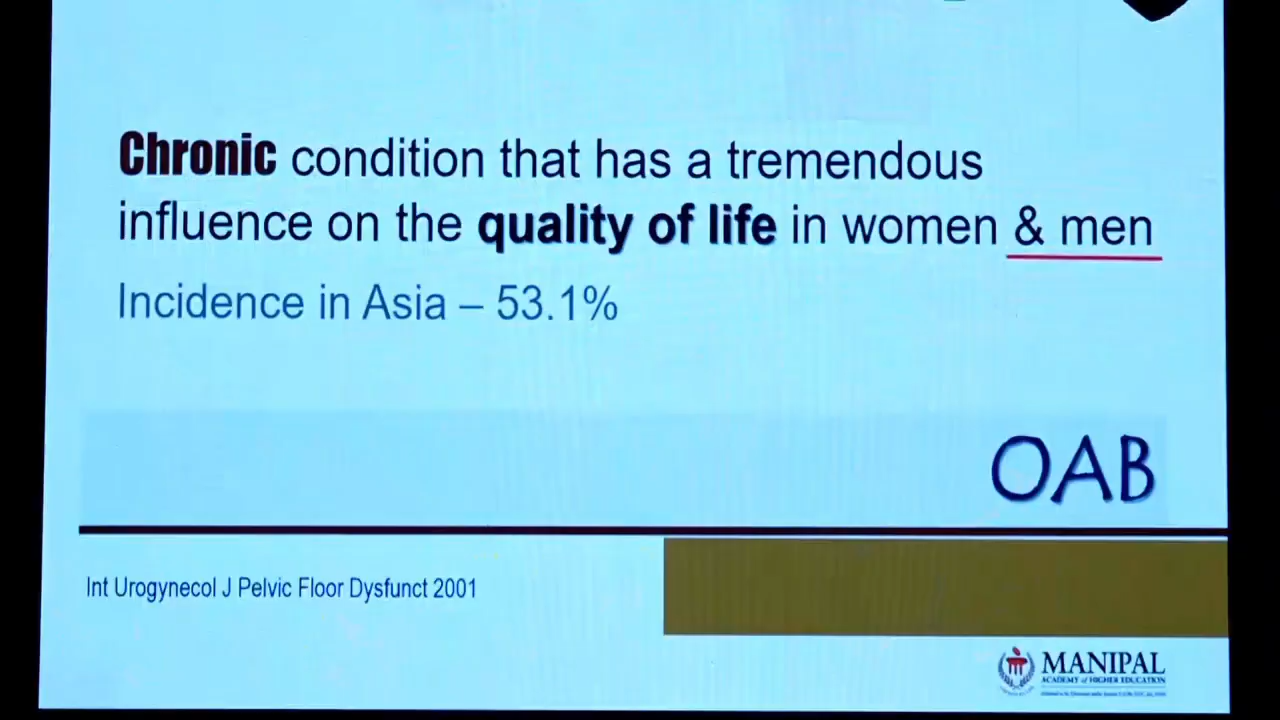 Chronic condition that has a tremendous
influence on the quality of life in women & men
Incidence in Asia – 53.1%
OAB
Int Urogynecol J Pelvic Floor Dysfunct 2001
MANIPAL
ACADEMY of HIGHER EDUCATION